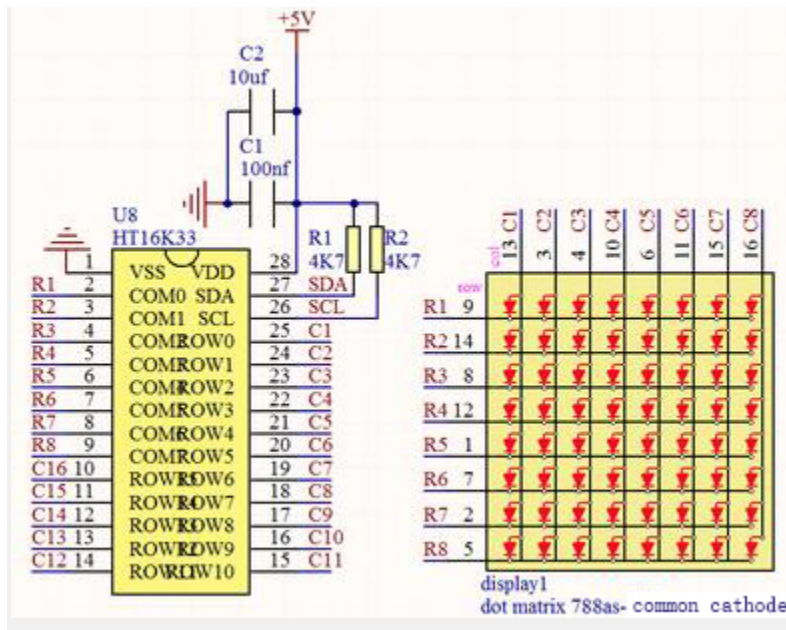 +5V
C2
10uf
C1
100nf
U8
HT16K33
R1
4K7
R2
4K7
1 VSS VDD 28
R1 2 COM0 SDA 27 SDA
R2 3 COM1 SCL 26 SCL
R3 4 ROW0 25 C1
R4 5 ROW1 24 C2
R5 6 ROW2 23 C3
R6 7 ROW3 22 C4
R7 8 ROW4 21 C5
R8 9 ROW5 20 C6
C16 10 ROW6 19 C7
C15 11 ROW7 18 C8
C14 12 ROW8 17 C9
C13 13 ROW9 16 C10
C12 14 ROW10 15 C11
C1 C2 C3 C4 C5 C6 C7 C8
col 13 3 4 10 6 11 15 16
row
R1 9
R2 14
R3 8
R4 12
R5 1
R6 7
R7 2
R8 5
display1
dot matrix 788as- common cathode